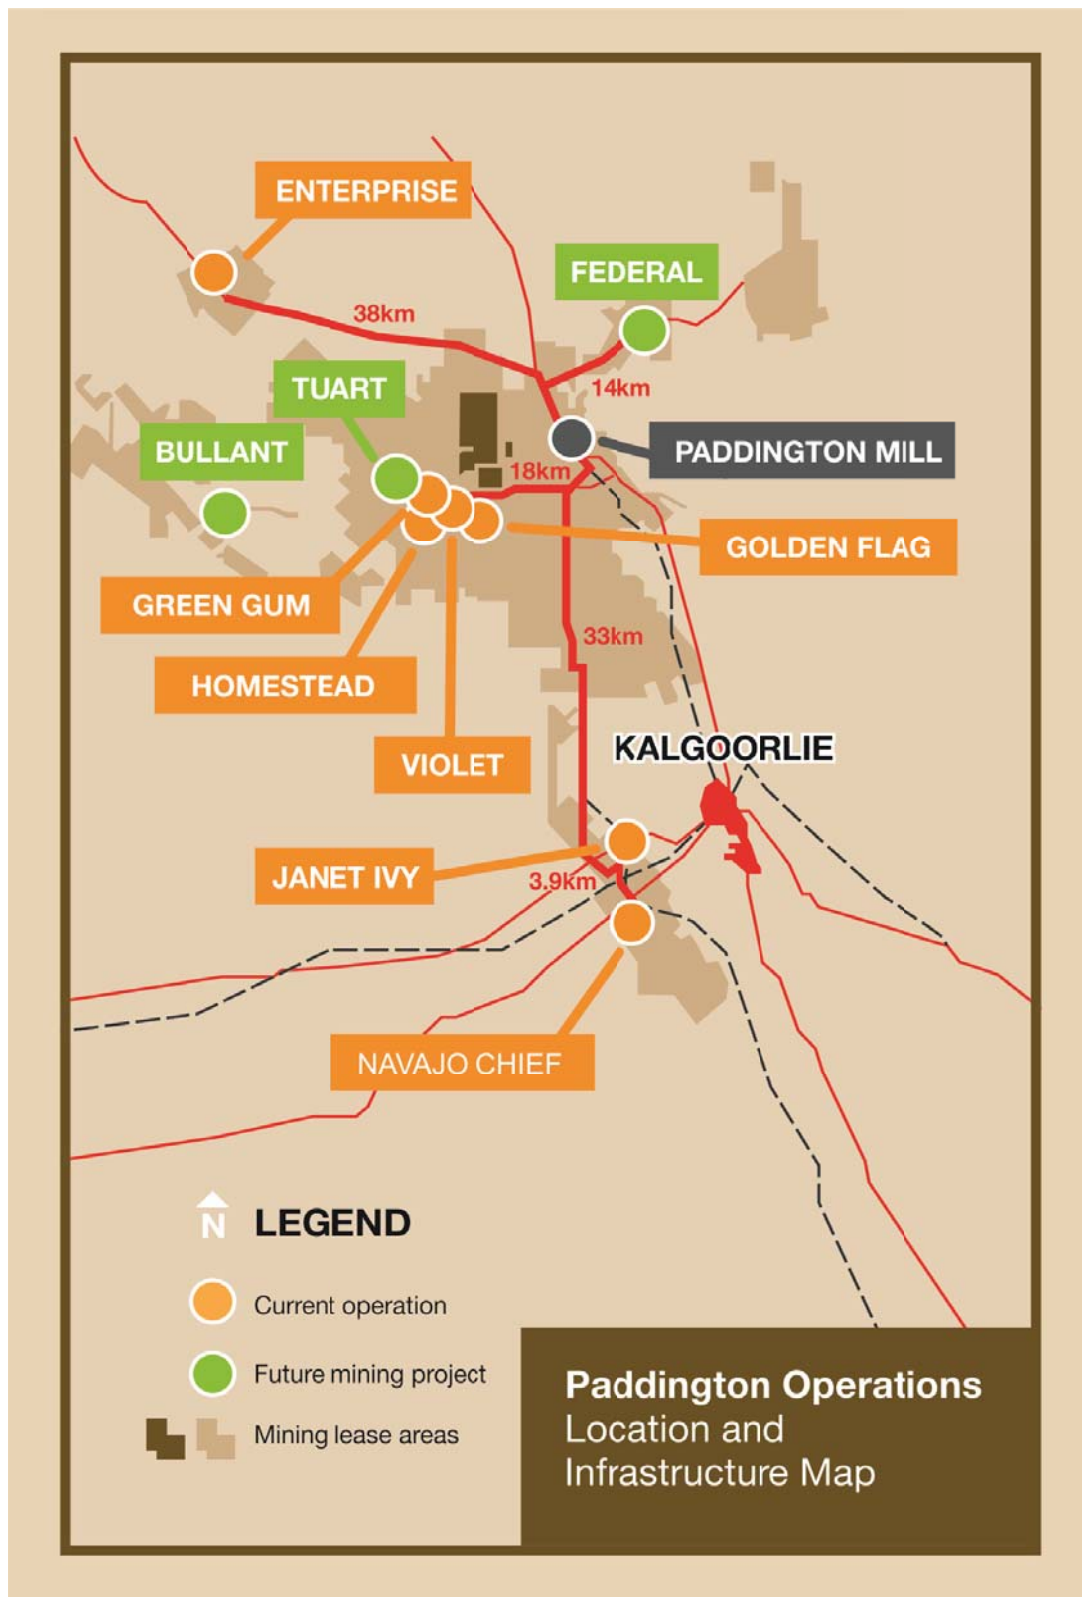 ENTERPRISE
FEDERAL
38km
TUART
14km
BULLANT
PADDINGTON MILL
18km
GOLDEN FLAG
GREEN GUM
33km
HOMESTEAD
KALGOORLIE
VIOLET
JANET IVY
3.9km
NAVAJO CHIEF
N
LEGEND
Current operation
Future mining project
Mining lease areas
Paddington Operations
Location and
Infrastructure Map